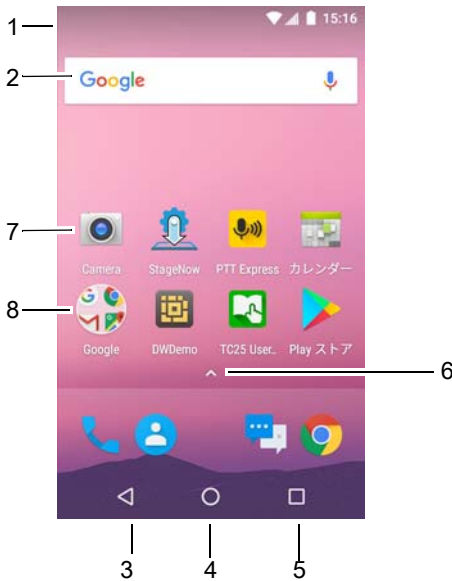 1
15:16
2
Google
7
Camera StageNow PTT Express カレンダー
8
Google DWDemo TC25 User.. Play ストア
6
3 4 5